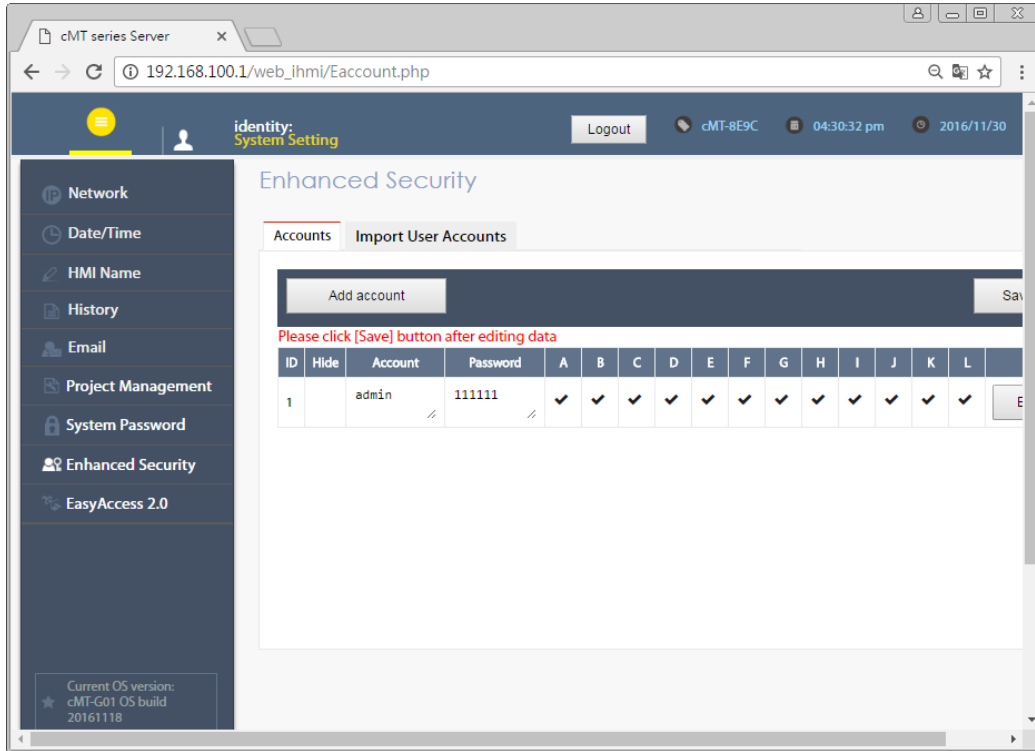 cMT series Server
192.168.100.1/web_ihmi/Eaccount.php
identity:
System Setting
Logout
cMT-8E9C
04:30:32 pm
2016/11/30
Network
Date/Time
HMI Name
History
Email
Project Management
System Password
Enhanced Security
EasyAccess 2.0
Current OS version:
cMT-G01 OS build
20161118
Enhanced Security
Accounts Import User Accounts
Add account Sav
Please click [Save] button after editing data
ID Hide Account Password A B C D E F G H I J K L
1 admin 111111 E